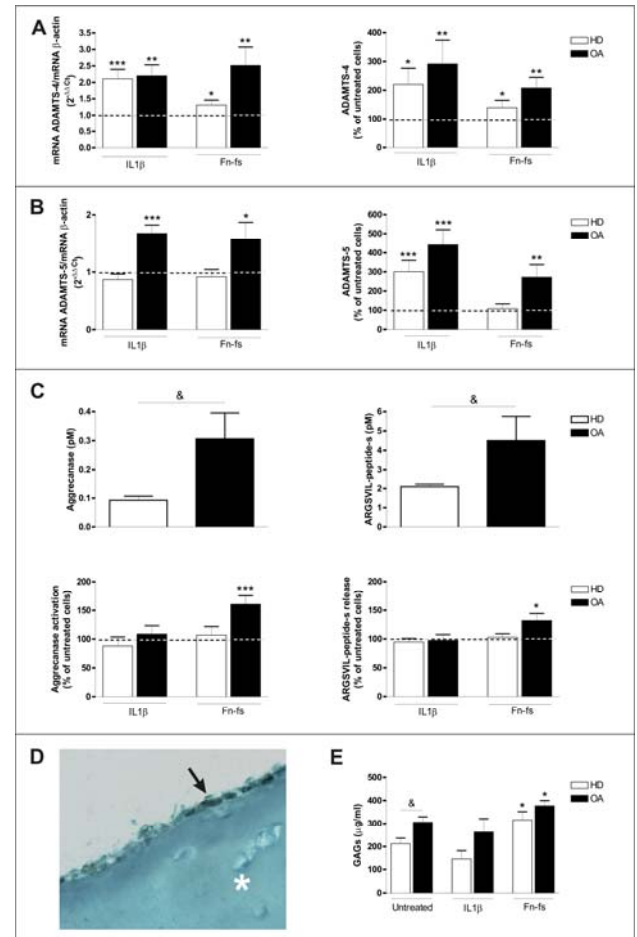 A
mRNA ADAMTS-4/mRNA β-actin
(2-ΔΔCt)
3.5
3.0
2.5
2.0
1.5
1.0
0.5
0.0
*** ** * **
IL1β Fn-fs
ADAMTS-4
(% of untreated cells)
400
300
200
100
0
* ** * **
IL1β Fn-fs
HD
OA
B
mRNA ADAMTS-5/mRNA β-actin
(2-ΔΔCt)
2
1
0
*** *
IL1β Fn-fs
ADAMTS-5
(% of untreated cells)
600
500
400
300
200
100
0
*** *** **
IL1β Fn-fs
HD
OA
C
Aggrecanase (pM)
0.4
0.3
0.2
0.1
0.0
&
ARGSVIL-peptide-s (pM)
6
5
4
3
2
1
0
&
HD
OA
Aggrecanase activation
(% of untreated cells)
200
150
100
50
0
***
IL1β Fn-fs
ARGSVIL-peptide-s release
(% of untreated cells)
200
150
100
50
0
*
IL1β Fn-fs
HD
OA
D
*
E
GAGs (μg/ml)
400
300
200
100
0
& * *
Untreated IL1β Fn-fs
HD
OA